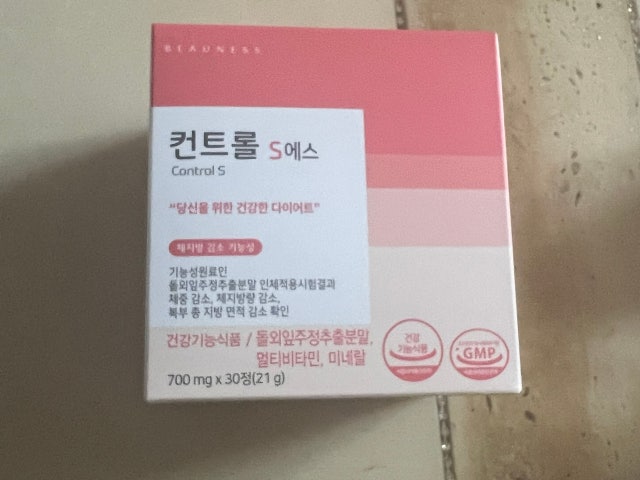 BEAUNESS
컨트롤 S에스
Control S
“당신을 위한 건강한 다이어트”
체지방 감소 기능성
기능성원료인
돌외잎주정추출분말 인체적용시험결과
체중 감소, 체지방량 감소,
복부 총 지방 면적 감소 확인
건강기능식품 / 돌외잎주정추출분말,
멀티비타민, 미네랄
700 mg x 30정(21 g)
건강
기능식품
GMP